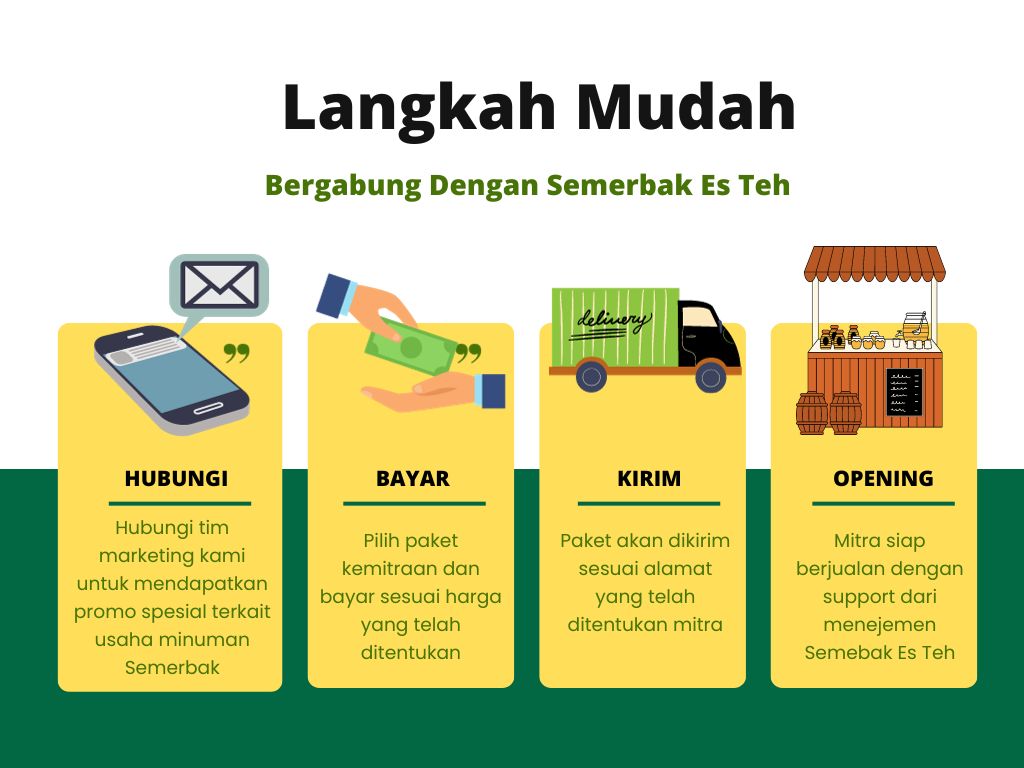 Langkah Mudah
Bergabung Dengan Semerbak Es Teh
delivery
HUBUNGI
Hubungi tim
marketing kami
untuk mendapatkan
promo spesial terkait
usaha minuman
Semerbak
BAYAR
Pilih paket
kemitraan dan
bayar sesuai harga
yang telah
ditentukan
KIRIM
Paket akan dikirim
sesuai alamat
yang telah
ditentukan mitra
OPENING
Mitra siap
berjualan dengan
support dari
menejemen
Semebak Es Teh